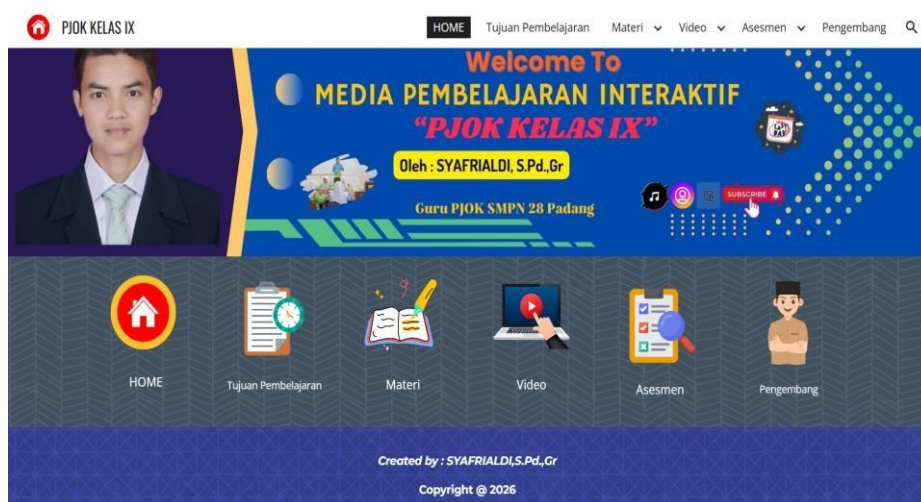 PJOK KELAS IX
HOME Tujuan Pembelajaran Materi Video Asesmen Pengembang
Welcome To
MEDIA PEMBELAJARAN INTERAKTIF
“PJOK KELAS IX”
Oleh : SYAFRIALDI, S.Pd.,Gr
Guru PJOK SMPN 28 Padang
SUBSCRIBE
HOME
Tujuan Pembelajaran
Materi
Video
Asesmen
Pengembang
Created by : SYAFRIALDI,S.Pd.,Gr
Copyright @ 2026